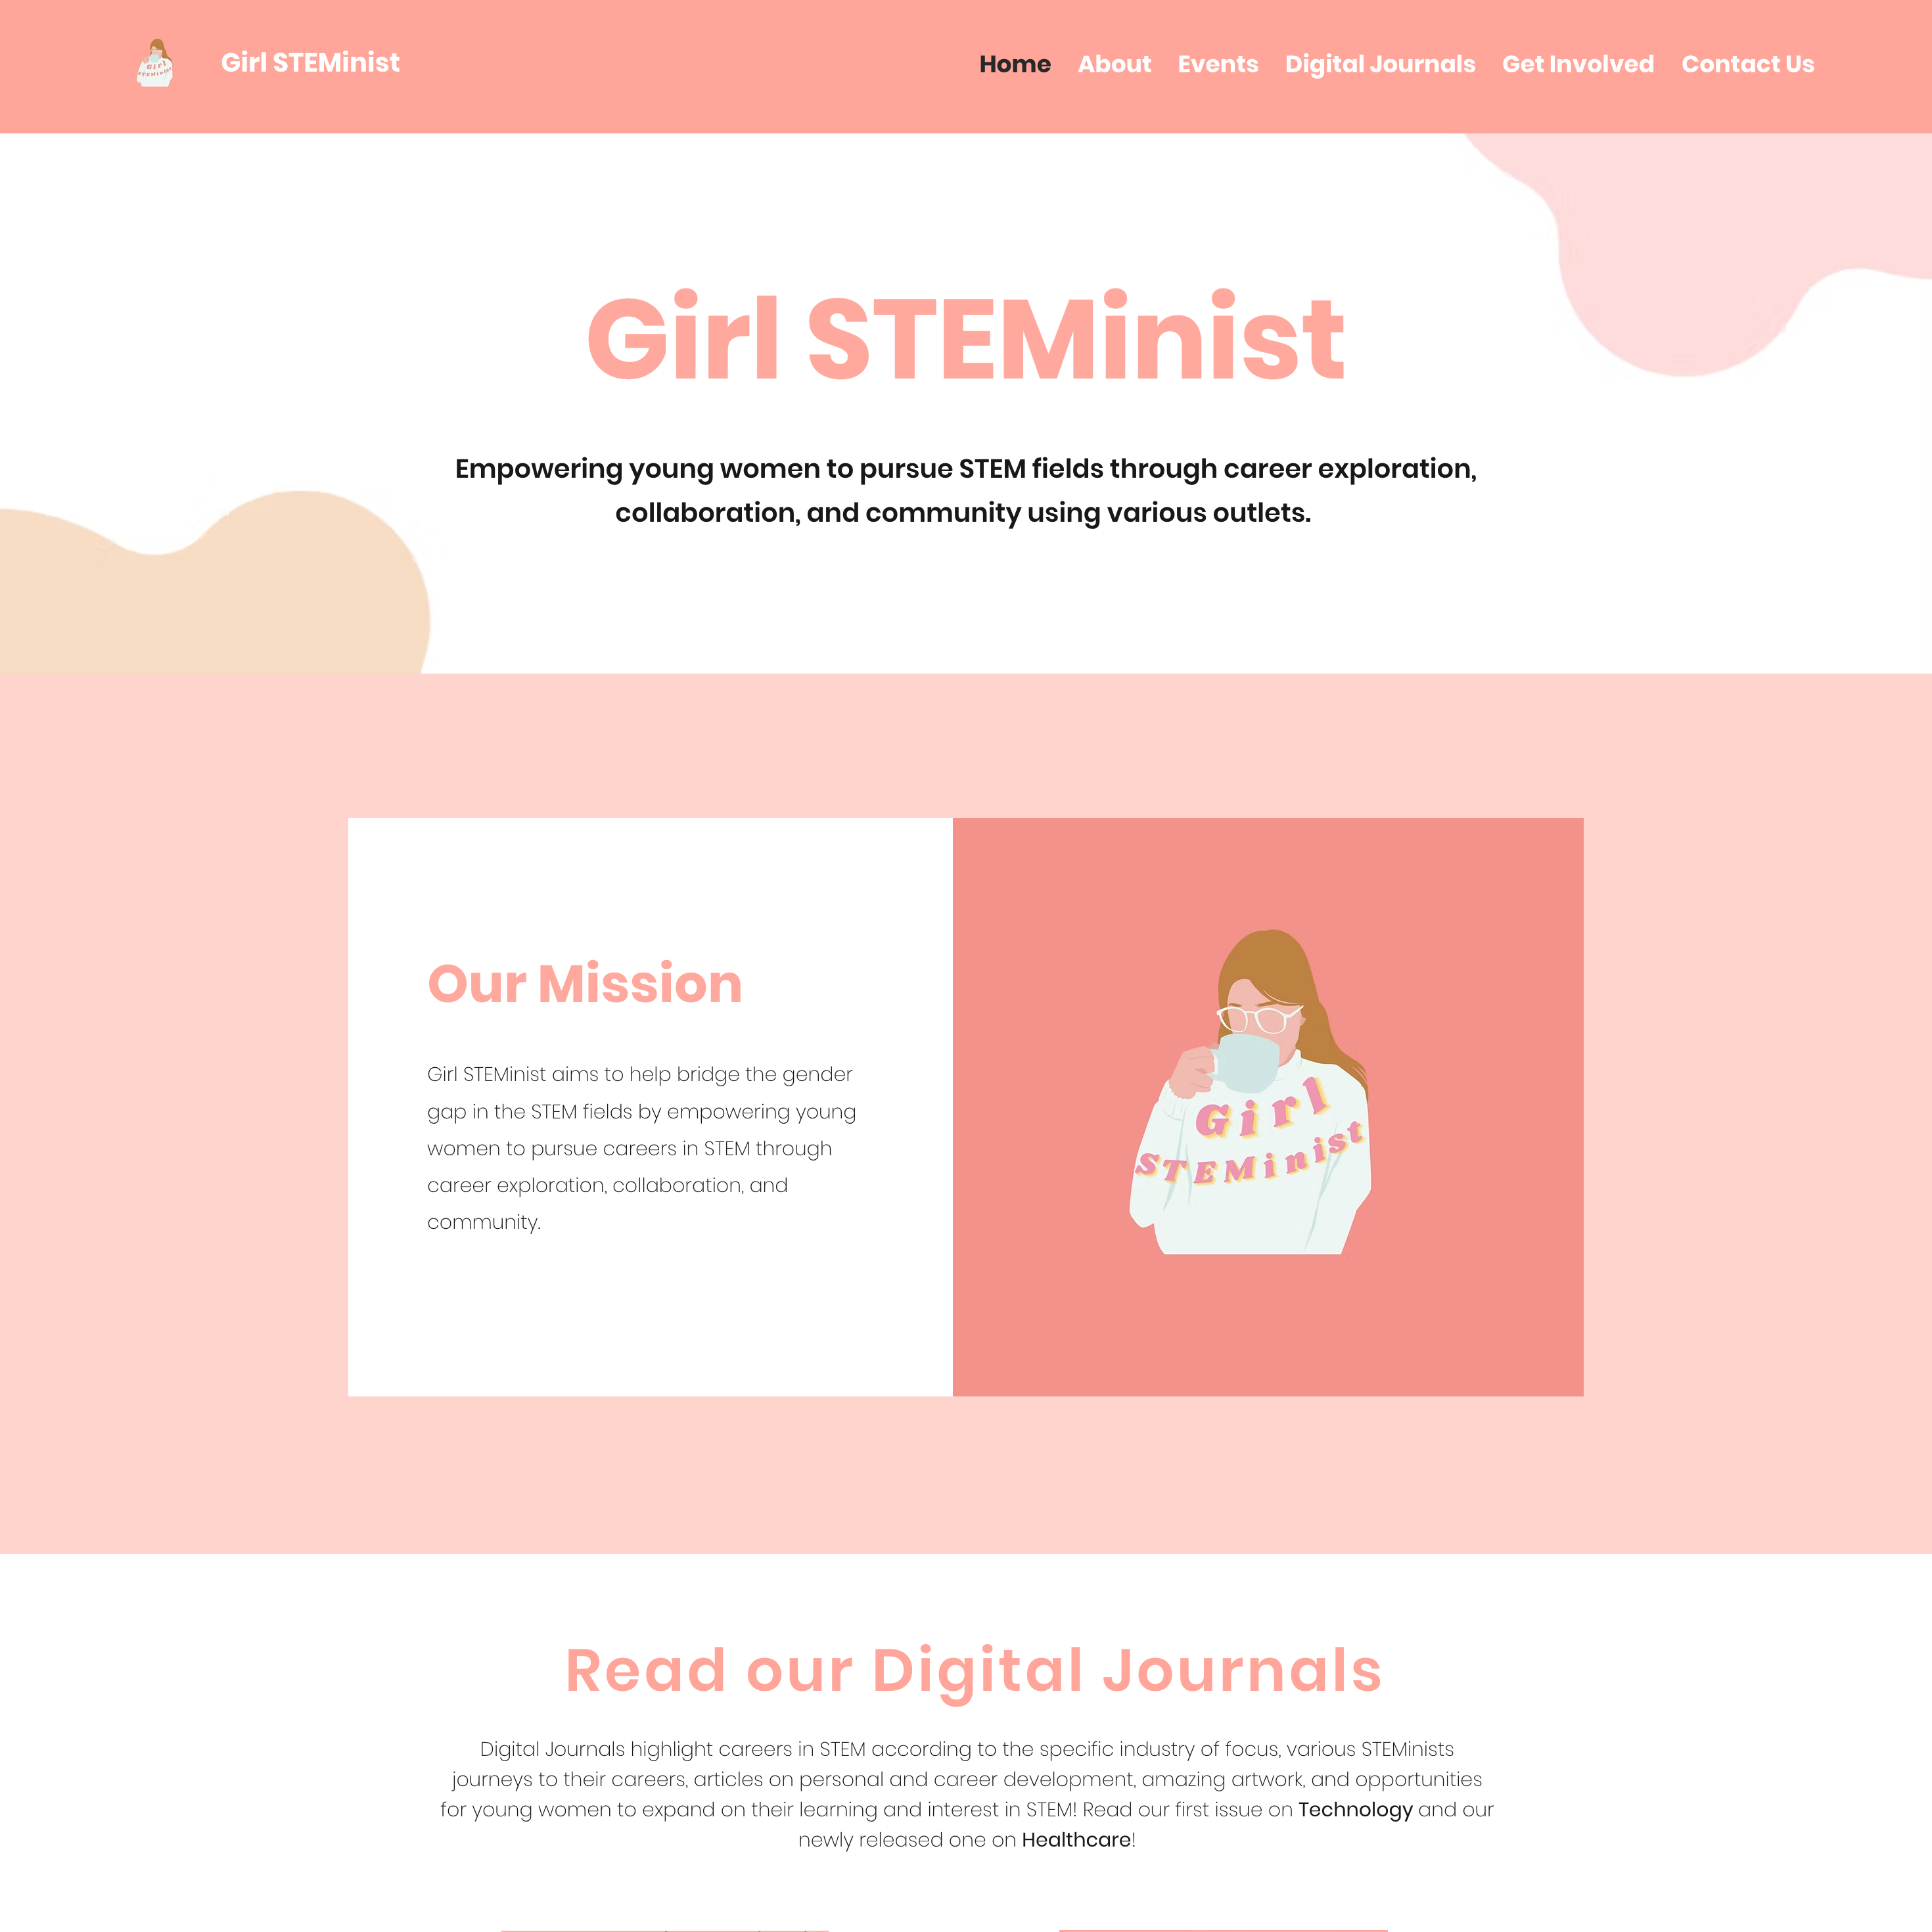 Girl STEMinist
Girl STEMinist
Home About Events Digital Journals Get Involved Contact Us
Girl STEMinist
Empowering young women to pursue STEM fields through career exploration,
collaboration, and community using various outlets.
Our Mission
Girl STEMinist aims to help bridge the gender
gap in the STEM fields by empowering young
women to pursue careers in STEM through
career exploration, collaboration, and
community.
Girl
STEMinist
Read our Digital Journals
Digital Journals highlight careers in STEM according to the specific industry of focus, various STEMinists
journeys to their careers, articles on personal and career development, amazing artwork, and opportunities
for young women to expand on their learning and interest in STEM! Read our first issue on Technology and our
newly released one on Healthcare!